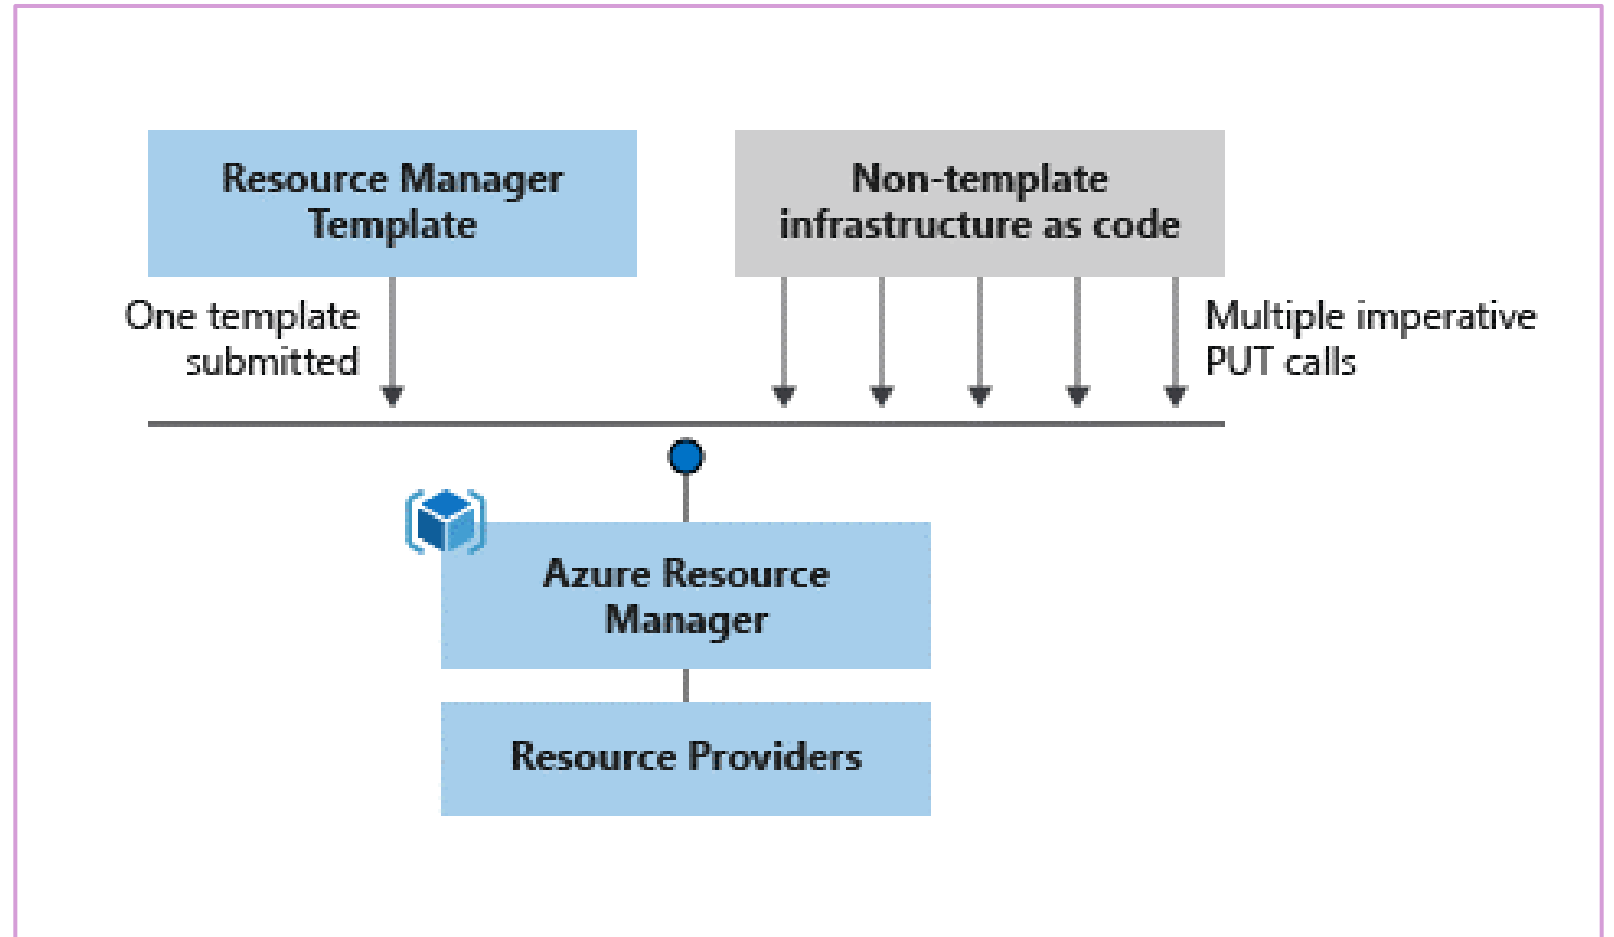 Resource Manager
Template
Non-template
infrastructure as code
One template
submitted
Multiple imperative
PUT calls
Azure Resource
Manager
Resource Providers